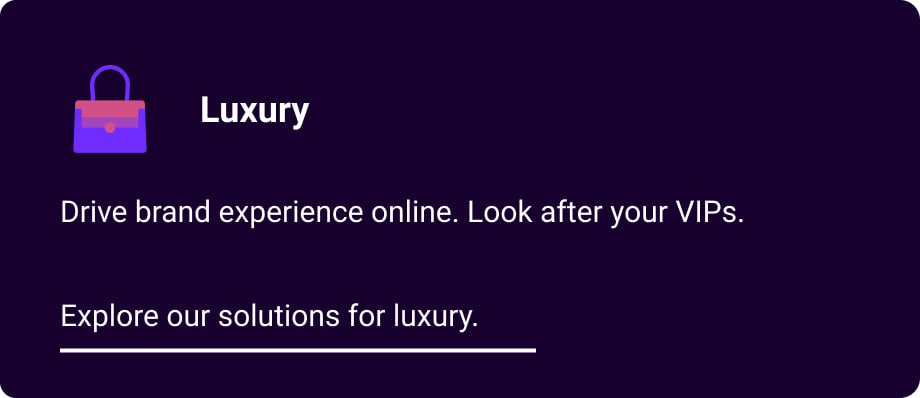 Luxury
Drive brand experience online. Look after your VIPs.
Explore our solutions for luxury.